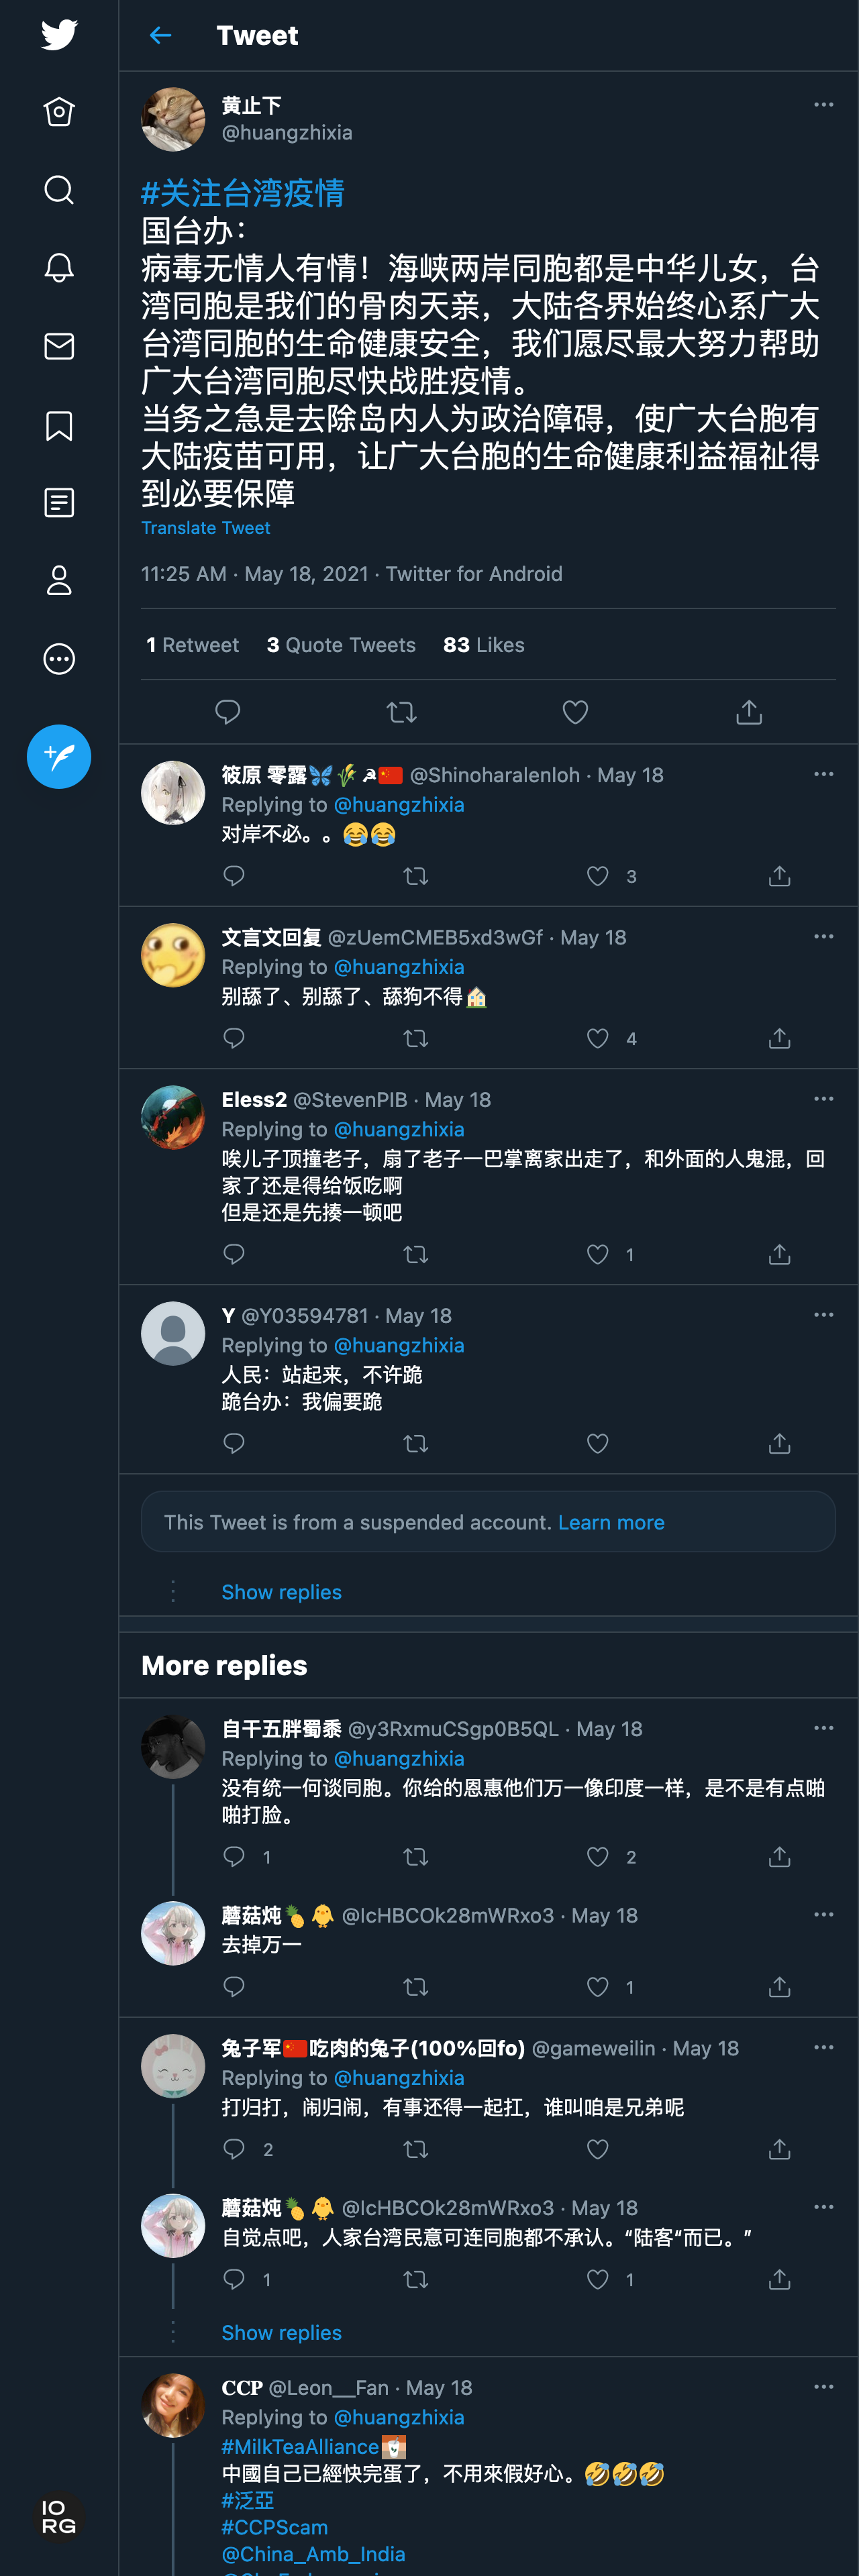 Tweet
黄止下
@huangzhixia
#关注台湾疫情
国台办：
病毒无情人有情！海峡两岸同胞都是中华儿女，台
湾同胞是我们的骨肉天亲，大陆各界始终心系广大
台湾同胞的生命健康安全，我们愿尽最大努力帮助
广大台湾同胞尽快战胜疫情。
当务之急是去除岛内人为政治障碍，使广大台胞有
大陆疫苗可用，让广大台胞的生命健康利益福祉得
到必要保障
Translate Tweet
11:25 AM · May 18, 2021 · Twitter for Android
1 Retweet 3 Quote Tweets 83 Likes
筱原 零露🦋🌾☭🇨🇳 @Shinoharalenloh · May 18
Replying to @huangzhixia
对岸不必。。😂😂
3
文言文回复 @zUemCMEB5xd3wGf · May 18
Replying to @huangzhixia
别舔了、别舔了、舔狗不得🏠
4
Eless2 @StevenPIB · May 18
Replying to @huangzhixia
唉儿子顶撞老子，扇了老子一巴掌离家出走了，和外面的人鬼混，回
家了还是得给饭吃啊
但是还是先揍一顿吧
1
Y @Y03594781 · May 18
Replying to @huangzhixia
人民：站起来，不许跪
跪台办：我偏要跪
This Tweet is from a suspended account. Learn more
Show replies
More replies
自干五胖蜀黍 @y3RxmuCSgp0B5QL · May 18
Replying to @huangzhixia
没有统一何谈同胞。你给的恩惠他们万一像印度一样，是不是有点啪
啪打脸。
1 2
蘑菇炖🍍🐥 @IcHBCOk28mWRxo3 · May 18
去掉万一
1
兔子军🇨🇳吃肉的兔子(100%回fo) @gameweilin · May 18
Replying to @huangzhixia
打归打，闹归闹，有事还得一起扛，谁叫咱是兄弟呢
2
蘑菇炖🍍🐥 @IcHBCOk28mWRxo3 · May 18
自觉点吧，人家台湾民意可连同胞都不承认。“陆客“而已。”
1 1
Show replies
CCP @Leon__Fan · May 18
Replying to @huangzhixia
#MilkTeaAlliance
中國自己已經快完蛋了，不用來假好心。🤣🤣🤣
#泛亞
#CCPScam
@China_Amb_India
IO
RG